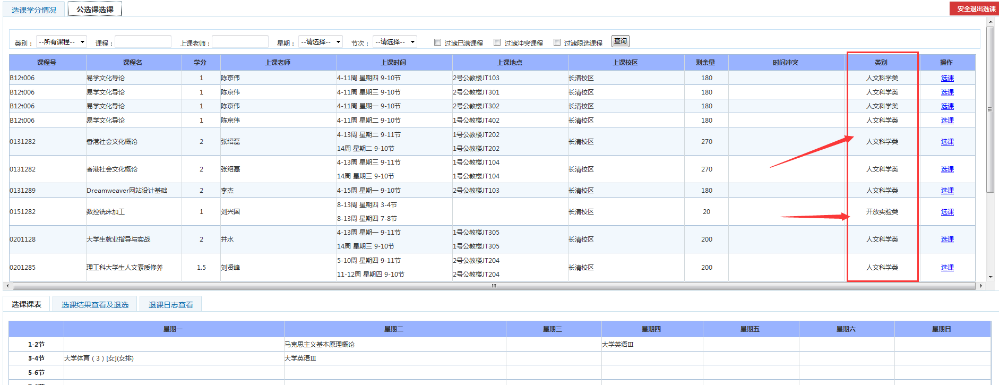 选课学分情况 公选课选课 安全退出选课
类别： --所有课程-- 课程： 上课老师： 星期： --请选择-- 节次： --请选择-- 过滤已满课程 过滤冲突课程 过滤限选课程 查询
课程号 课程名 学分 上课老师 上课时间 上课地点 上课校区 剩余量 时间冲突 类别 操作
B12t006 易学文化导论 1 陈京伟 4-11周 星期四 9-10节 2号公教楼JT103 长清校区 180 人文科学类 选课
B12t006 易学文化导论 1 陈京伟 4-11周 星期三 9-10节 2号公教楼JT301 长清校区 180 人文科学类 选课
B12t006 易学文化导论 1 陈京伟 4-11周 星期一 9-10节 2号公教楼JT302 长清校区 180 人文科学类 选课
B12t006 易学文化导论 1 陈京伟 4-11周 星期二 9-10节 1号公教楼JT402 长清校区 180 人文科学类 选课
4-13周 星期二 9-11节 1号公教楼JT202
0131282 香港社会文化概论 2 张绍磊 长清校区 270 人文科学类 选课
14周 星期二 9-10节 1号公教楼JT202
4-13周 星期三 9-11节 1号公教楼JT104
0131282 香港社会文化概论 2 张绍磊 长清校区 270 人文科学类 选课
14周 星期三 9-10节 1号公教楼JT104
0131289 Dreamweaver网站设计基础 2 李杰 4-15周 星期一 9-10节 2号公教楼JT103 长清校区 180 人文科学类 选课
8-13周 星期四 3-4节
0151282 数控铣床加工 1 刘兴国 长清校区 20 开放实验类 选课
8-13周 星期四 7-8节
4-13周 星期一 9-11节 1号公教楼JT305
0201128 大学生就业指导与实战 2 井水 长清校区 200 人文科学类 选课
14周 星期三 9-10节 1号公教楼JT305
5-10周 星期四 9-11节 2号公教楼JT204
0201285 理工科大学生人文素质修养 1.5 刘贤峰 长清校区 200 人文科学类 选课
11-12周 星期四 9-10节 2号公教楼JT204
选课课表 选课结果查看及退选 退课日志查看
星期一 星期二 星期三 星期四 星期五 星期六 星期日
1-2节 马克思主义基本原理概论 大学英语Ⅲ
3-4节 大学体育（3）[女](女排) 大学英语Ⅲ
5-6节